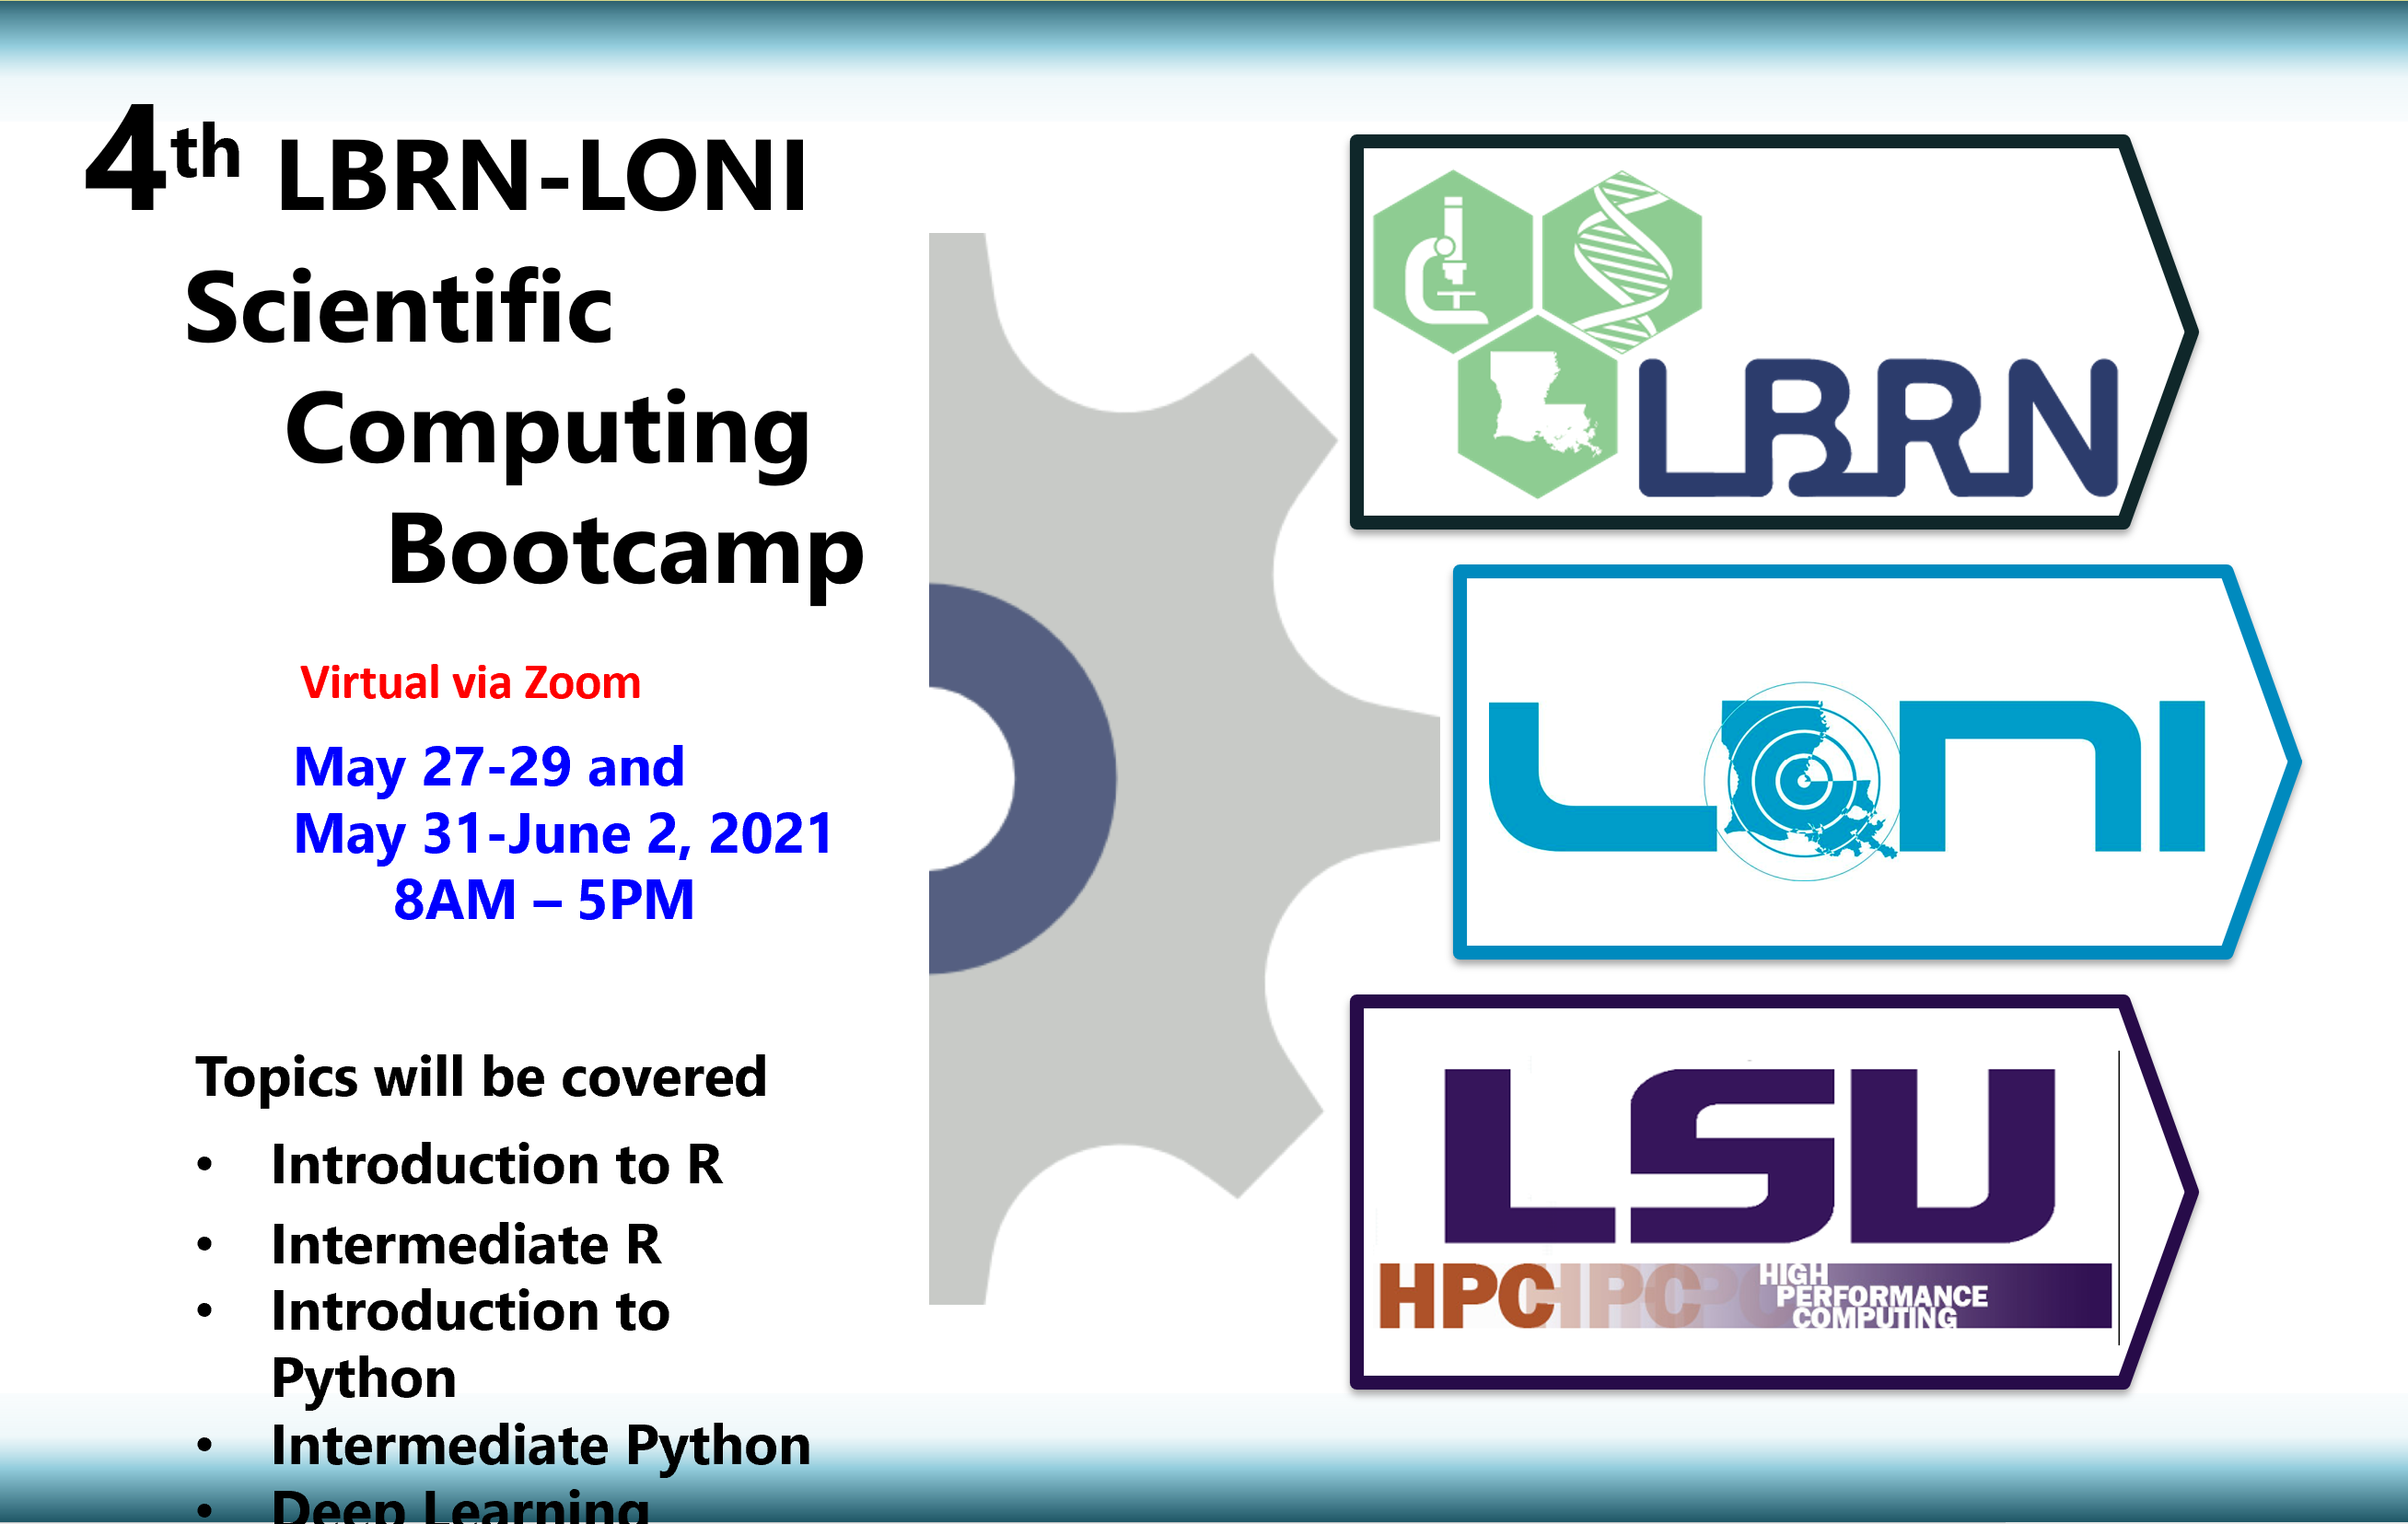 4th LBRN-LONI
Scientific
Computing
Bootcamp
Virtual via Zoom
May 27-29 and
May 31-June 2, 2021
8AM – 5PM
Topics will be covered
• Introduction to R
• Intermediate R
• Introduction to
Python
• Intermediate Python
• Deep Learning
LBRN
LONI
LSU
HPC
HIGH
PERFORMANCE
COMPUTING